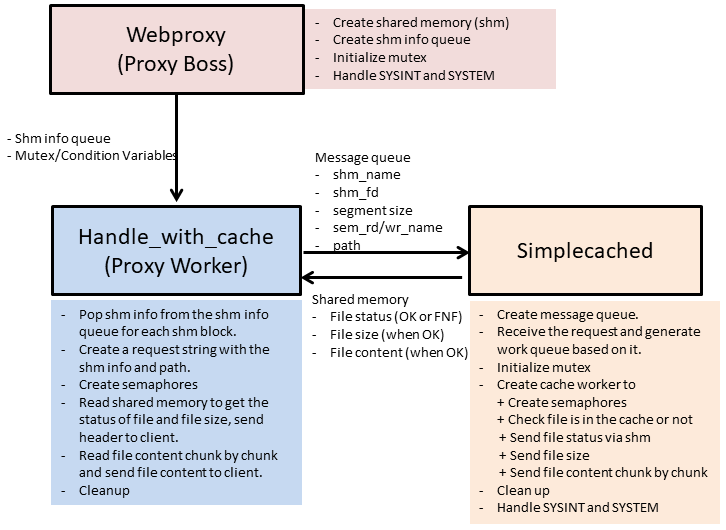 Webproxy
(Proxy Boss)
- Create shared memory (shm)
- Create shm info queue
- Initialize mutex
- Handle SYSINT and SYSTEM
- Shm info queue
- Mutex/Condition Variables
Message queue
- shm_name
- shm_fd
- segment size
- sem_rd/wr_name
- path
Handle_with_cache
(Proxy Worker)
Simplecached
Shared memory
- File status (OK or FNF)
- File size (when OK)
- File content (when OK)
- Pop shm info from the shm info
queue for each shm block.
- Create a request string with the
shm info and path.
- Create semaphores
- Read shared memory to get the
status of file and file size, send
header to client.
- Read file content chunk by chunk
and send file content to client.
- Cleanup
- Create message queue.
- Receive the request and generate
work queue based on it.
- Initialize mutex
- Create cache worker to
+ Create semaphores
+ Check file is in the cache or not
+ Send file status via shm
+ Send file size
+ Send file content chunk by chunk
- Clean up
- Handle SYSINT and SYSTEM